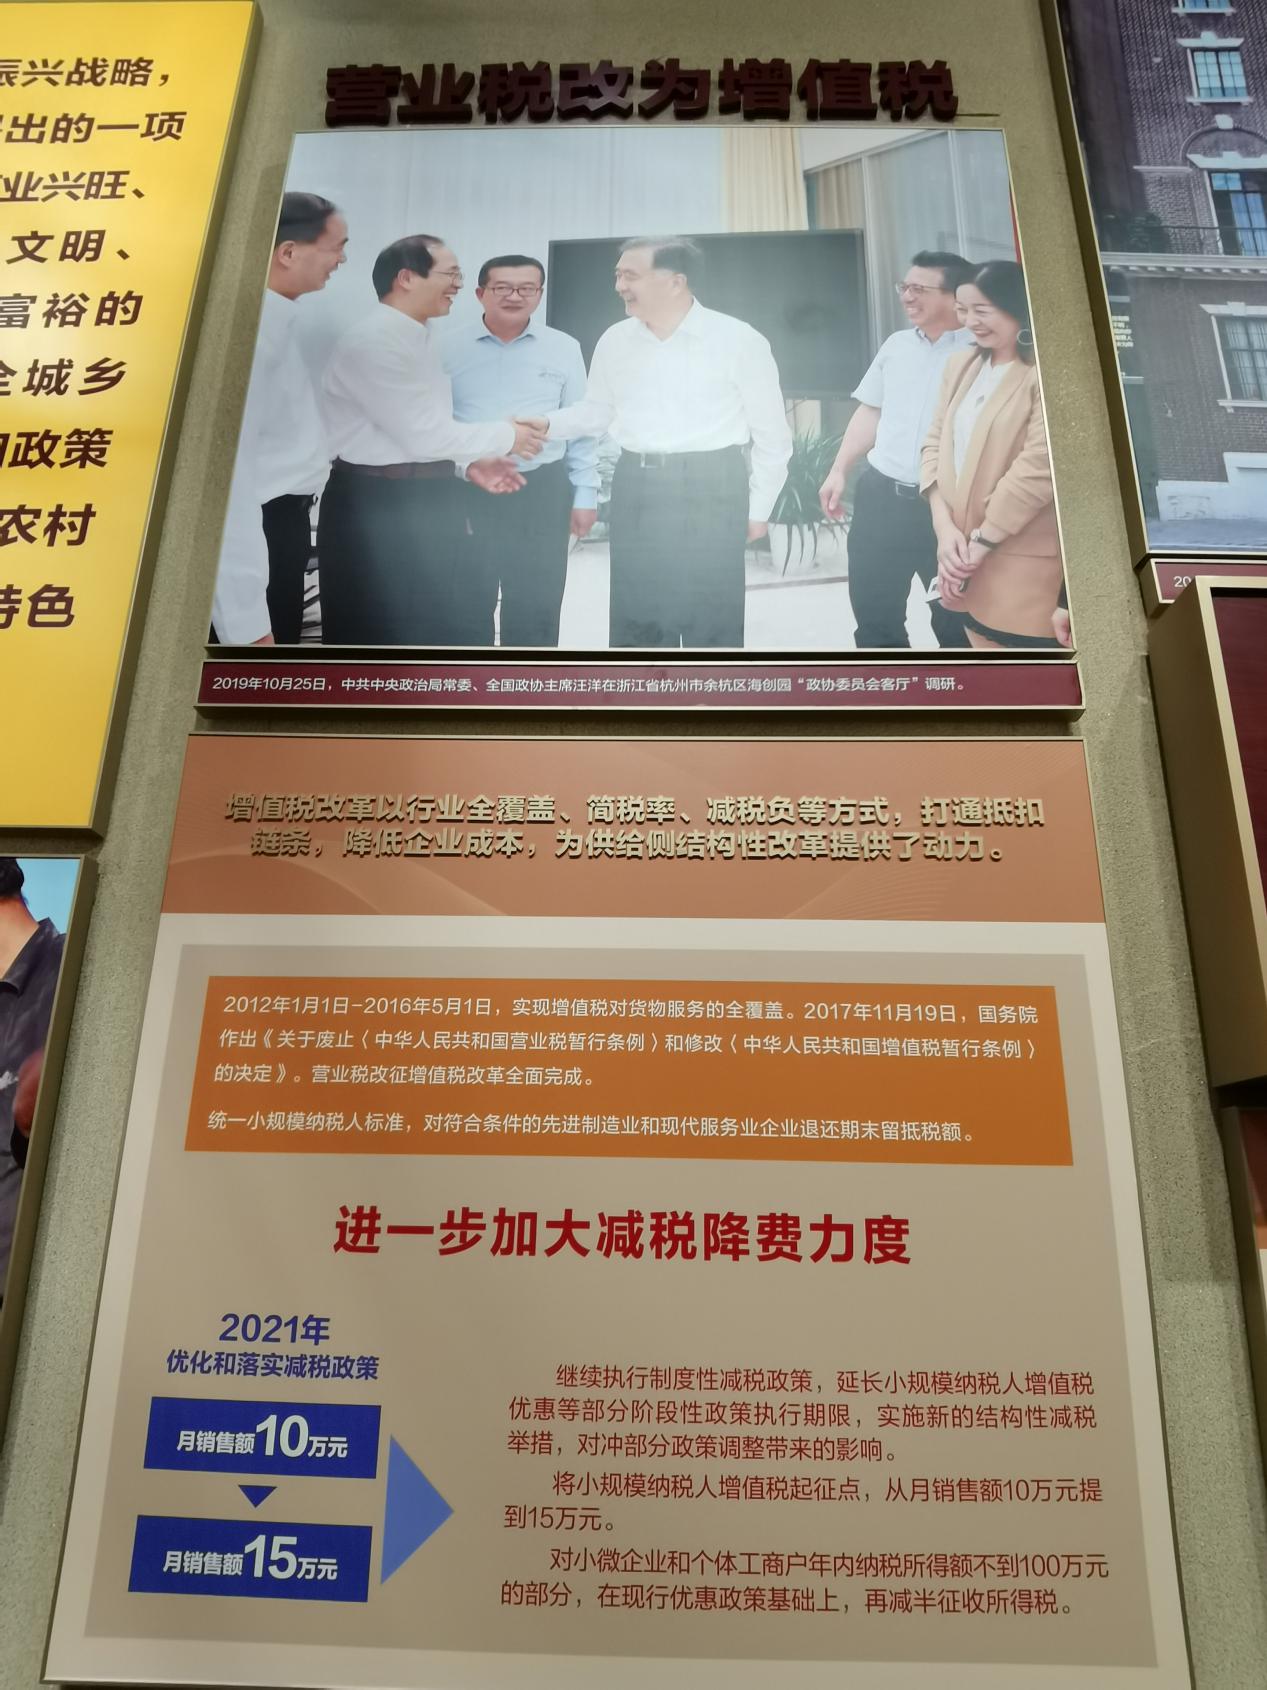 振兴战略，
出的一项
业兴旺、
文明、
富裕的
城乡
政策
农村
特色
营业税改为增值税
2019年10月25日，中共中央政治局常委、全国政协主席汪洋在浙江省杭州市余杭区海创园“政协委员会客厅”调研。
增值税改革以行业全覆盖、简税率、减税负等方式，打通抵扣
链条，降低企业成本，为供给侧结构性改革提供了动力。
2012年1月1日-2016年5月1日，实现增值税对货物服务的全覆盖。2017年11月19日，国务院
作出《关于废止〈中华人民共和国营业税暂行条例〉和修改〈中华人民共和国增值税暂行条例〉
的决定》。营业税改征增值税改革全面完成。
统一小规模纳税人标准，对符合条件的先进制造业和现代服务业企业退还期末留抵税额。
进一步加大减税降费力度
2021年
优化和落实减税政策
月销售额10万元
月销售额15万元
继续执行制度性减税政策，延长小规模纳税人增值税
优惠等部分阶段性政策执行期限，实施新的结构性减税
举措，对冲部分政策调整带来的影响。
将小规模纳税人增值税起征点，从月销售额10万元提
到15万元。
对小微企业和个体工商户年内纳税所得额不到100万元
的部分，在现行优惠政策基础上，再减半征收所得税。
20